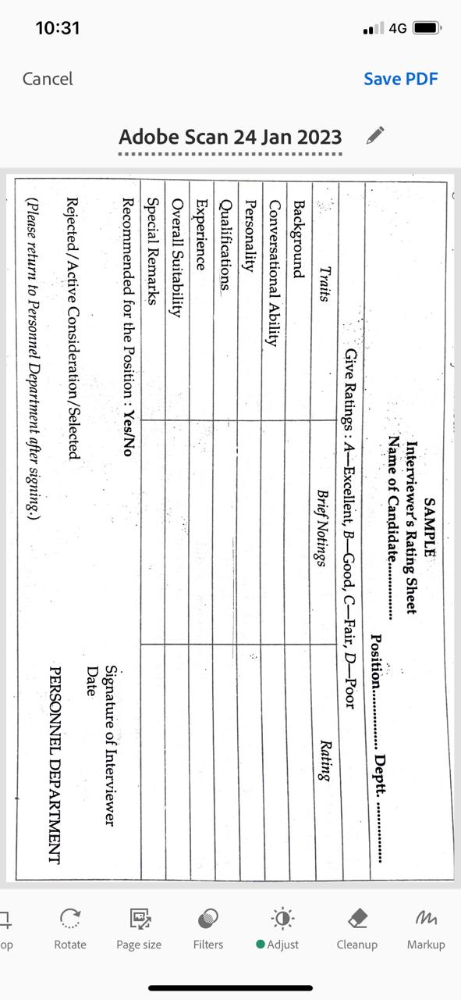 10:31
4G
Cancel
Save PDF
Adobe Scan 24 Jan 2023
SAMPLE
Interviewer's Rating Sheet
Name of Candidate...............
Position................ Deptt. ................
Give Ratings : A—Excellent, B—Good, C—Fair, D—Poor
Traits Brief Notings Rating
Background
Conversational Ability
Personality
Qualifications
Experience
Overall Suitability
Special Remarks
Recommended for the Position : Yes/No
Signature of Interviewer
Date
Rejected/Active Consideration/Selected
PERSONNEL DEPARTMENT
(Please return to Personnel Department after signing.)
op
Rotate
Page size
Filters
Adjust
Cleanup
Markup